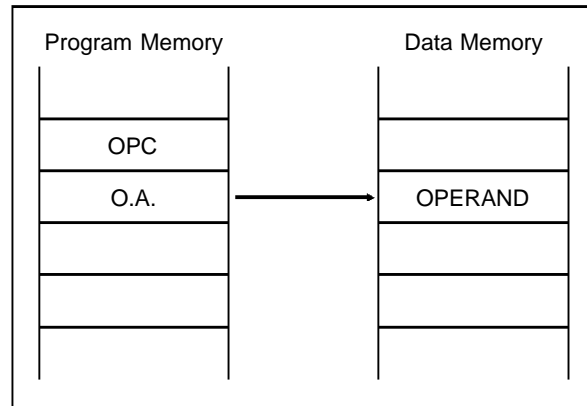 Program Memory
Data Memory
OPC
O.A.
OPERAND